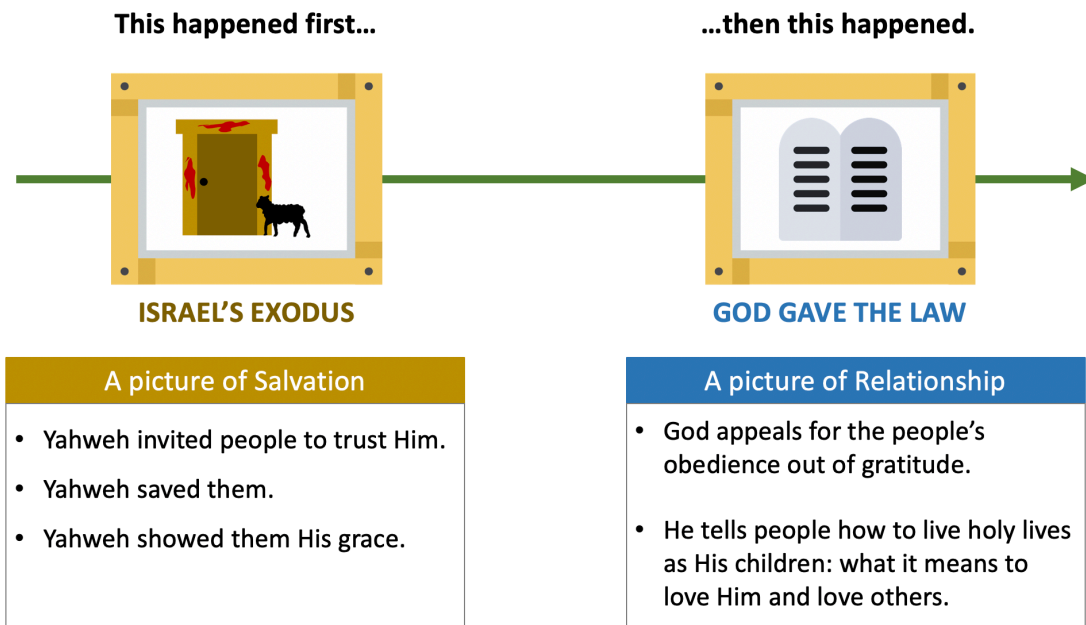 This happened first…
…then this happened.
ISRAEL’S EXODUS
GOD GAVE THE LAW
A picture of Salvation
• Yahweh invited people to trust Him.
• Yahweh saved them.
• Yahweh showed them His grace.
A picture of Relationship
• God appeals for the people’s
obedience out of gratitude.
• He tells people how to live holy lives
as His children: what it means to
love Him and love others.